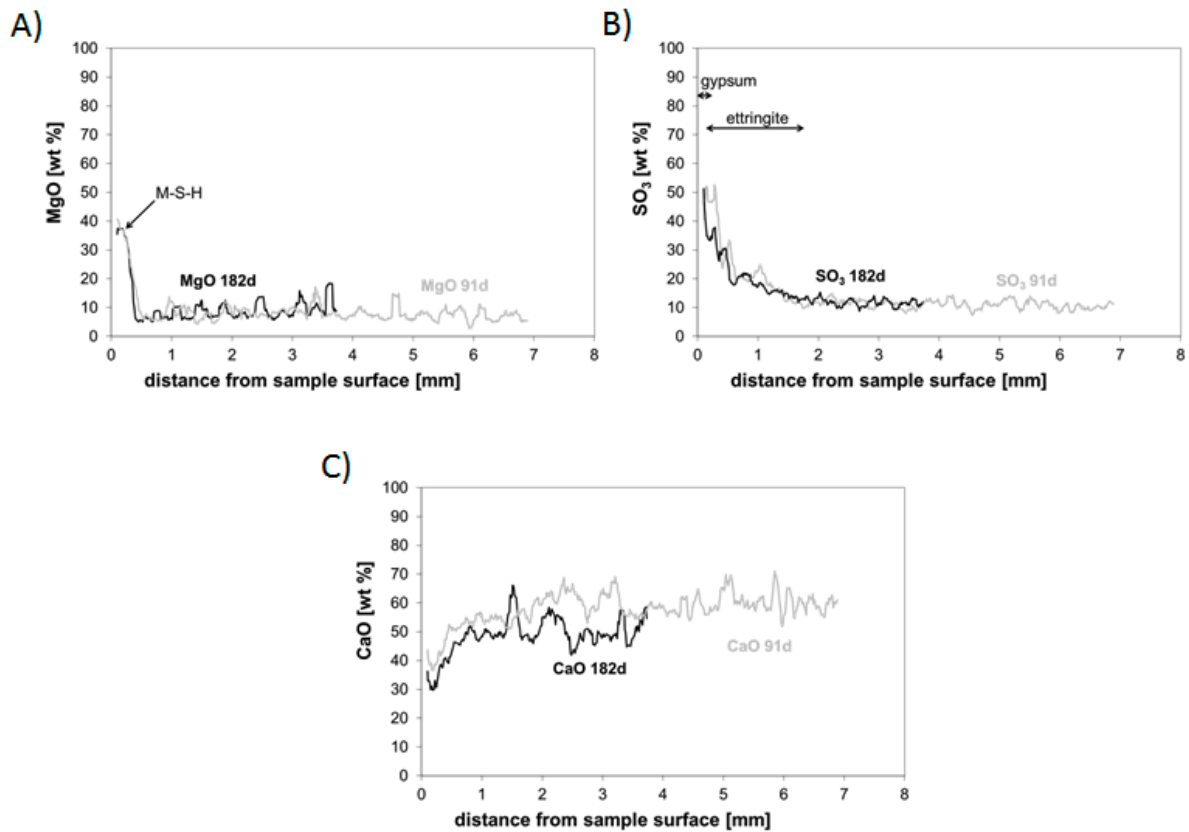 A)
100
90
80
70
60
50
40
30
20
10
0
MgO [wt %]
M-S-H
MgO 182d
MgO 91d
0 1 2 3 4 5 6 7 8
distance from sample surface [mm]
B)
100
90
80
70
60
50
40
30
20
10
0
SO₃ [wt %]
gypsum
ettringite
SO₃ 182d
SO₃ 91d
0 1 2 3 4 5 6 7 8
distance from sample surface [mm]
C)
100
90
80
70
60
50
40
30
20
10
0
CaO [wt %]
CaO 91d
CaO 182d
0 1 2 3 4 5 6 7 8
distance from sample surface [mm]